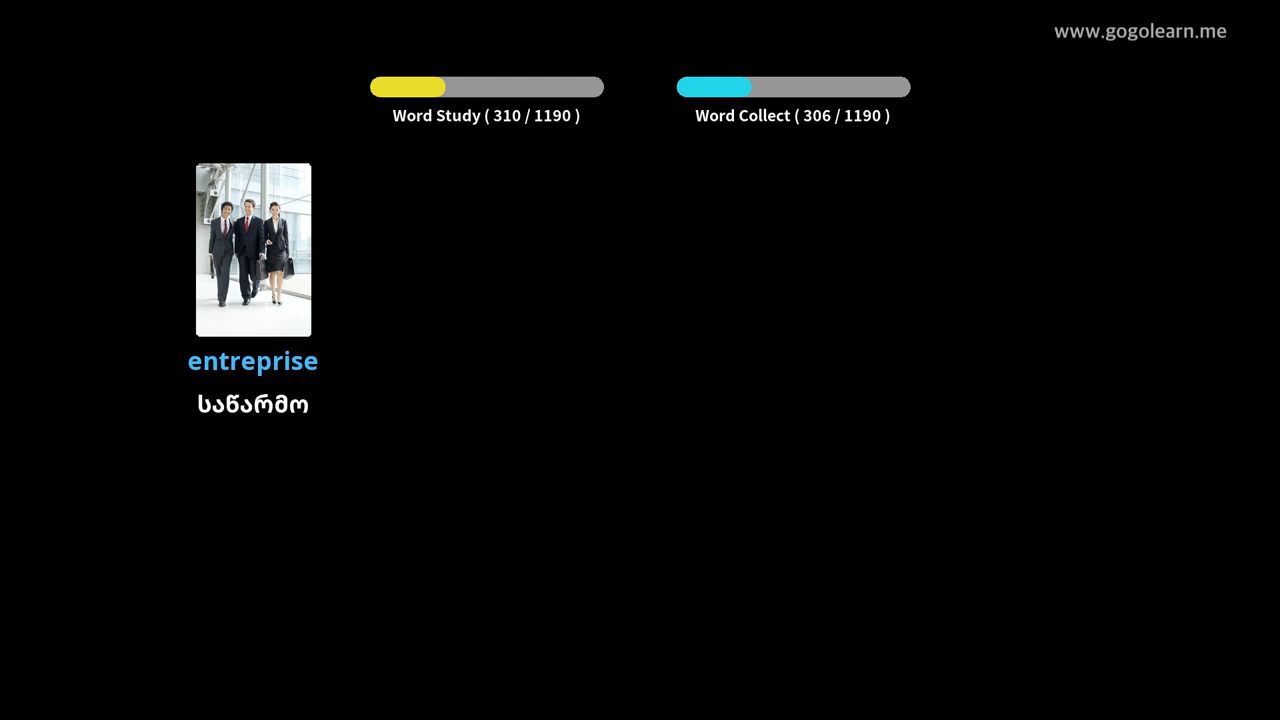 www.gogolearn.me
Word Study ( 310 / 1190 )
Word Collect ( 306 / 1190 )
entreprise
საწარმო